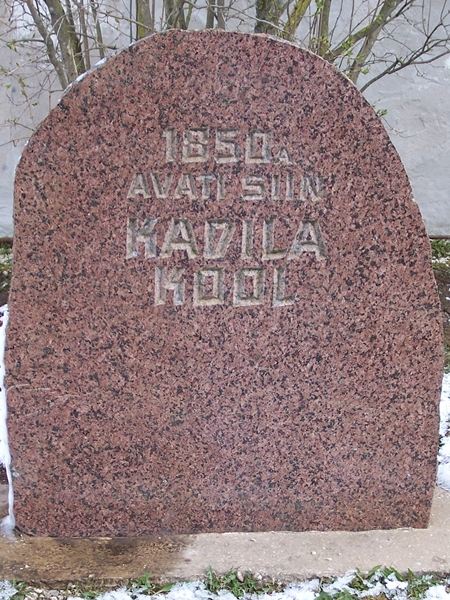 1850 A
AVATI SIIN
KADILA
KOOL